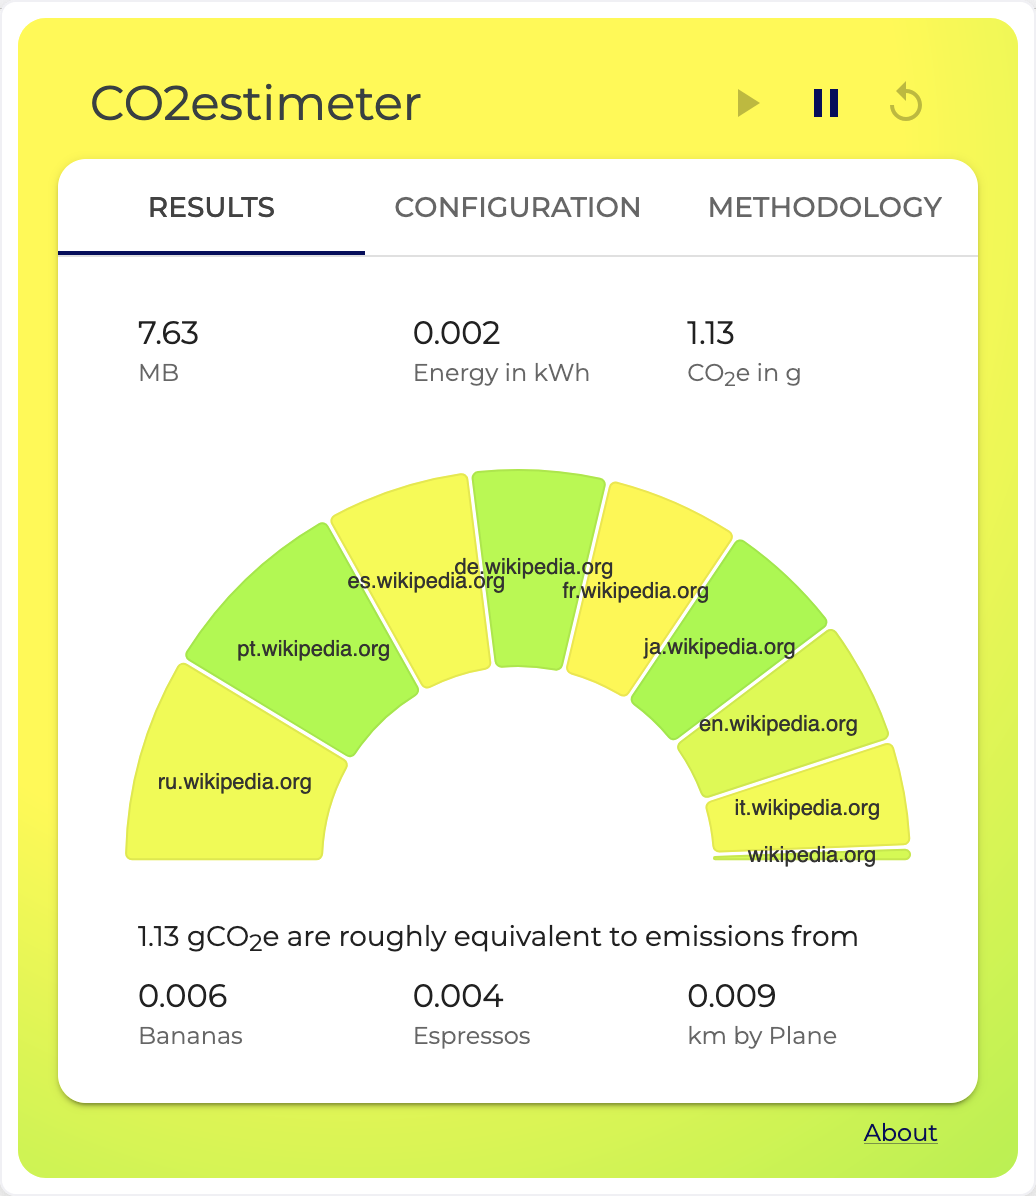 CO2estimeter
RESULTS CONFIGURATION METHODOLOGY
7.63 0.002 1.13
MB Energy in kWh CO₂e in g
de.wikipedia.org
es.wikipedia.org
fr.wikipedia.org
pt.wikipedia.org
ja.wikipedia.org
en.wikipedia.org
ru.wikipedia.org
it.wikipedia.org
wikipedia.org
1.13 gCO₂e are roughly equivalent to emissions from
0.006 0.004 0.009
Bananas Espressos km by Plane
About